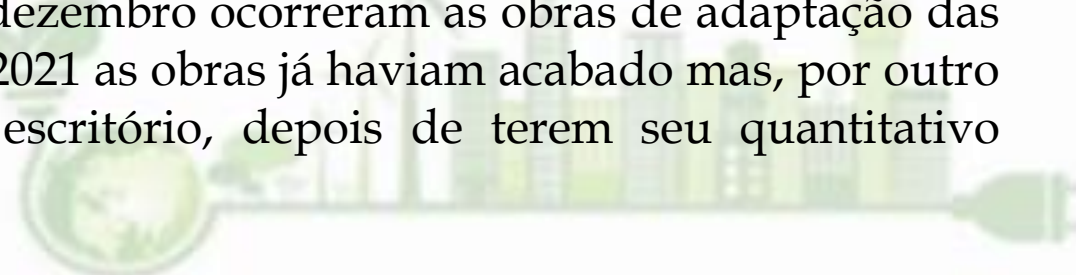 dezembro ocorreram as obras de adaptação das
2021 as obras já haviam acabado mas, por outro
escritório, depois de terem seu quantitativo